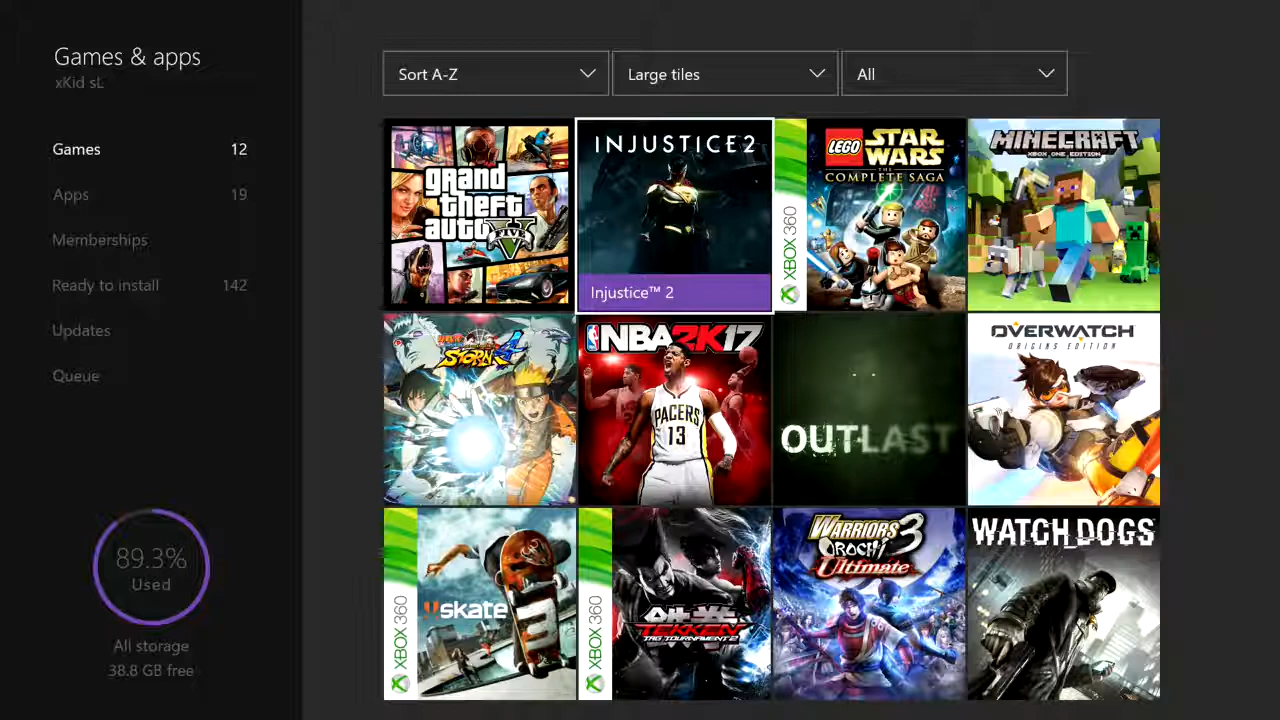 Games & apps
xKid sL
Games 12
Apps 19
Memberships
Ready to install 142
Updates
Queue
89.3%
Used
All storage
38.8 GB free
Sort A-Z
Large tiles
All
grand
theft
auto
FIVE
INJUSTICE 2
Injustice™ 2
XBOX 360
LEGO STAR
WARS
THE
COMPLETE SAGA
MINECRAFT
XBOX ONE EDITION
STORM 4
NBA 2K17
PACERS
13
OUTLAST
OVERWATCH
ORIGINS EDITION
XBOX 360
skate
3
XBOX 360
TEKKEN
TAG TOURNAMENT 2
WARRIORS
OROCHI 3
Ultimate
WATCH_DOGS